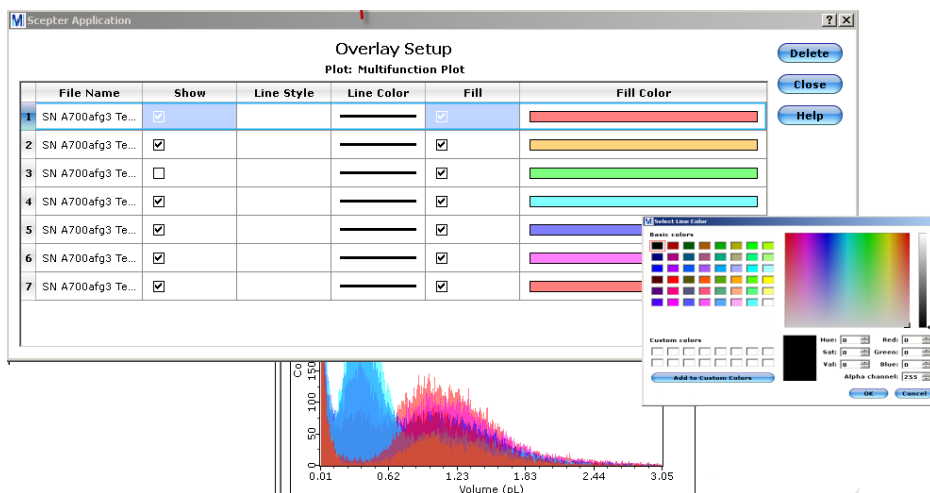 Scepter Application
Overlay Setup
Plot: Multifunction Plot
Delete
Close
Help
File Name Show Line Style Line Color Fill Fill Color
1 SN A700afg3 Te...
2 SN A700afg3 Te...
3 SN A700afg3 Te...
4 SN A700afg3 Te...
5 SN A700afg3 Te...
6 SN A700afg3 Te...
7 SN A700afg3 Te...
Select Line Color
Basic colors
Custom colors
Add to Custom Colors
Hue: 0 Red: 0
Sat: 0 Green: 0
Val: 0 Blue: 0
Alpha channel: 255
OK Cancel
Co
150
100
50
0
0.01 0.62 1.23 1.83 2.44 3.05
Volume (pL)